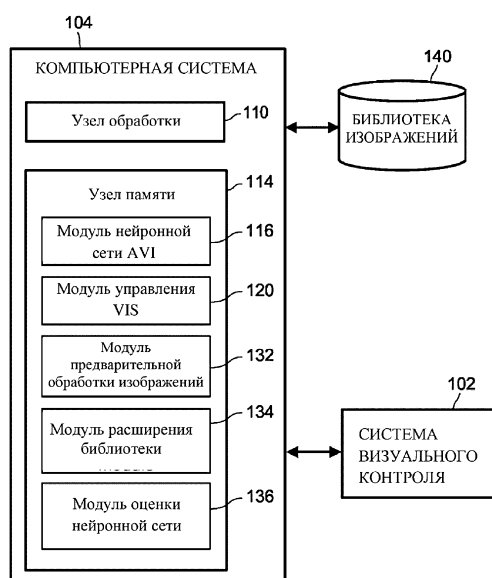 104
КОМПЬЮТЕРНАЯ СИСТЕМА
Узел обработки
110
140
БИБЛИОТЕКА
ИЗОБРАЖЕНИЙ
114
Узел памяти
Модуль нейронной
сети AVI
116
Модуль управления
VIS
120
Модуль
предварительной
обработки изображений
132
Модуль расширения
библиотеки
134
Модуль оценки
нейронной сети
136
102
СИСТЕМА
ВИЗУАЛЬНОГО
КОНТРОЛЯ